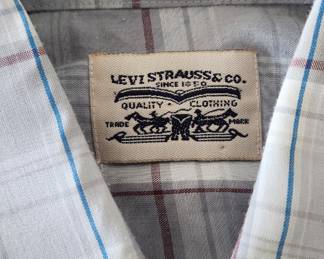 LEVI STRAUSS & CO.
SINCE 1850
QUALITY • CLOTHING
TRADE MARK